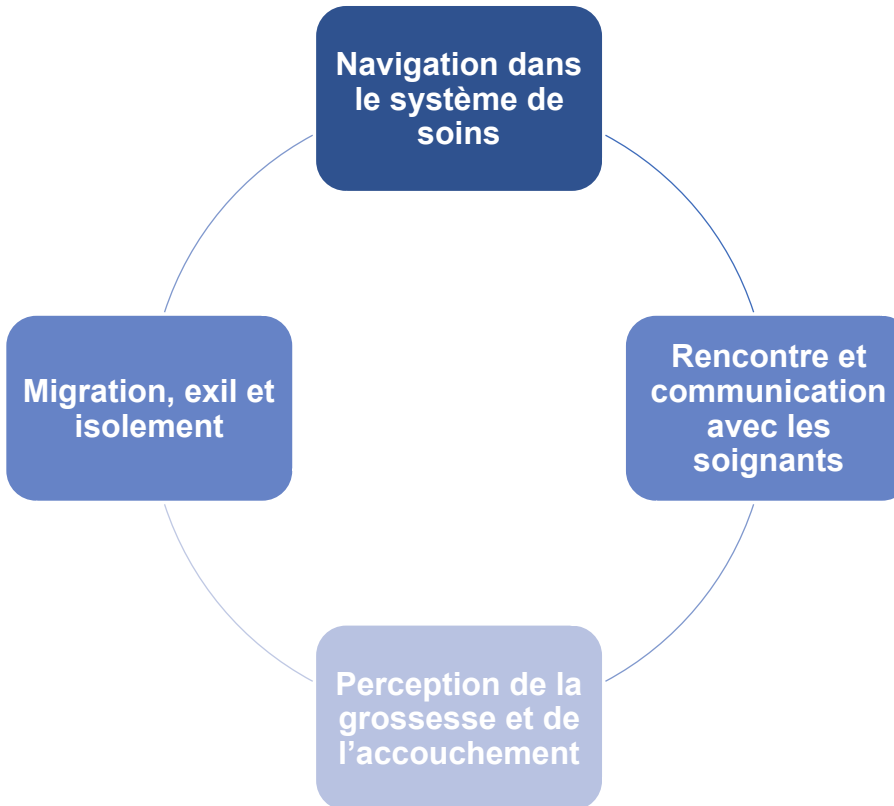 Navigation dans
le système de
soins
Migration, exil et
isolement
Rencontre et
communication
avec les
soignants
Perception de la
grossesse et de
l’accouchement